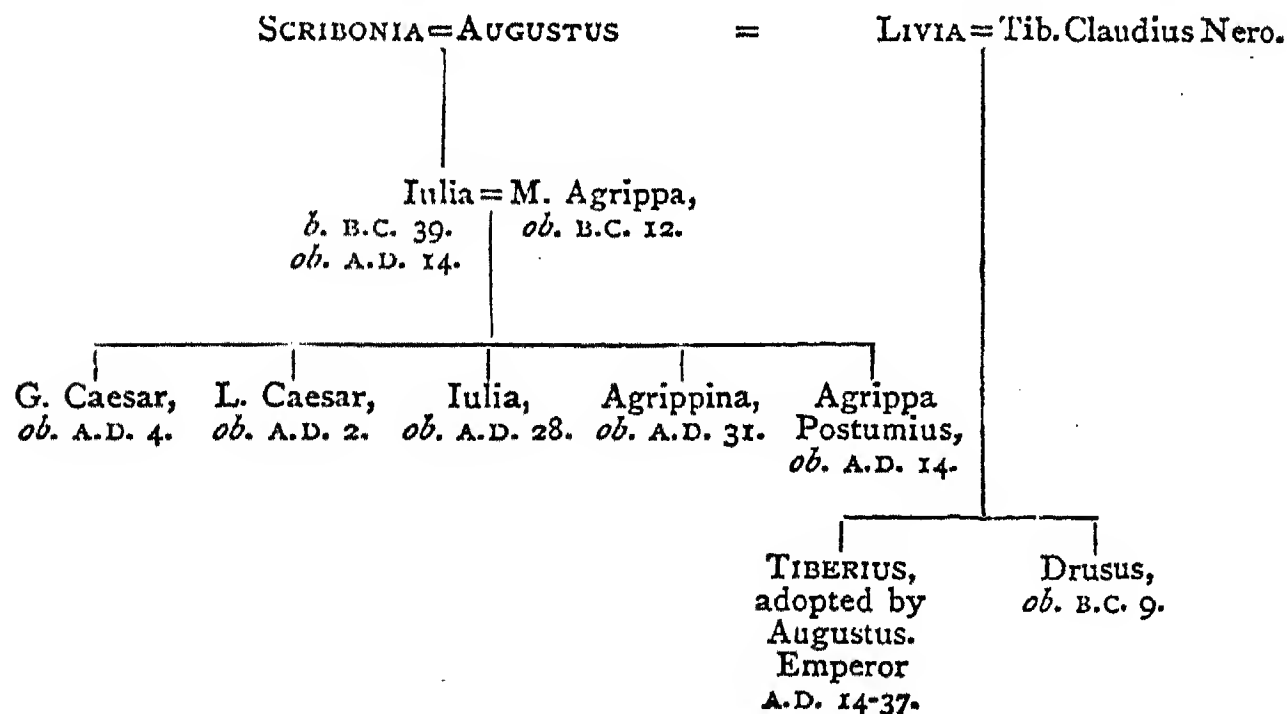 SCRIBONIA=AUGUSTUS = LIVIA=Tib. Claudius Nero.
Iulia=M. Agrippa,
b. B.C. 39. ob. B.C. 12.
ob. A.D. 14.
G. Caesar, L. Caesar, Iulia, Agrippina, Agrippa
ob. A.D. 4. ob. A.D. 2. ob. A.D. 28. ob. A.D. 31. Postumius,
ob. A.D. 14.
TIBERIUS, Drusus,
adopted by ob. B.C. 9.
Augustus.
Emperor
A.D. 14-37.